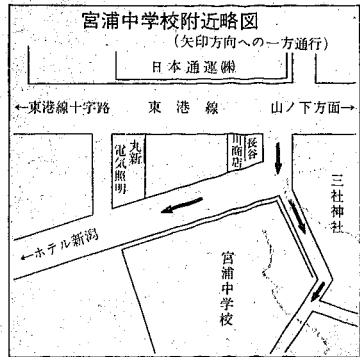 宮浦中学校附近略図
(矢印方向への一方通行)
日本通運㈱
←東港線十字路 東港線 山ノ下方面→
丸新
電気照明
長谷
川商店
三社神社
←ホテル新潟
宮浦中学校